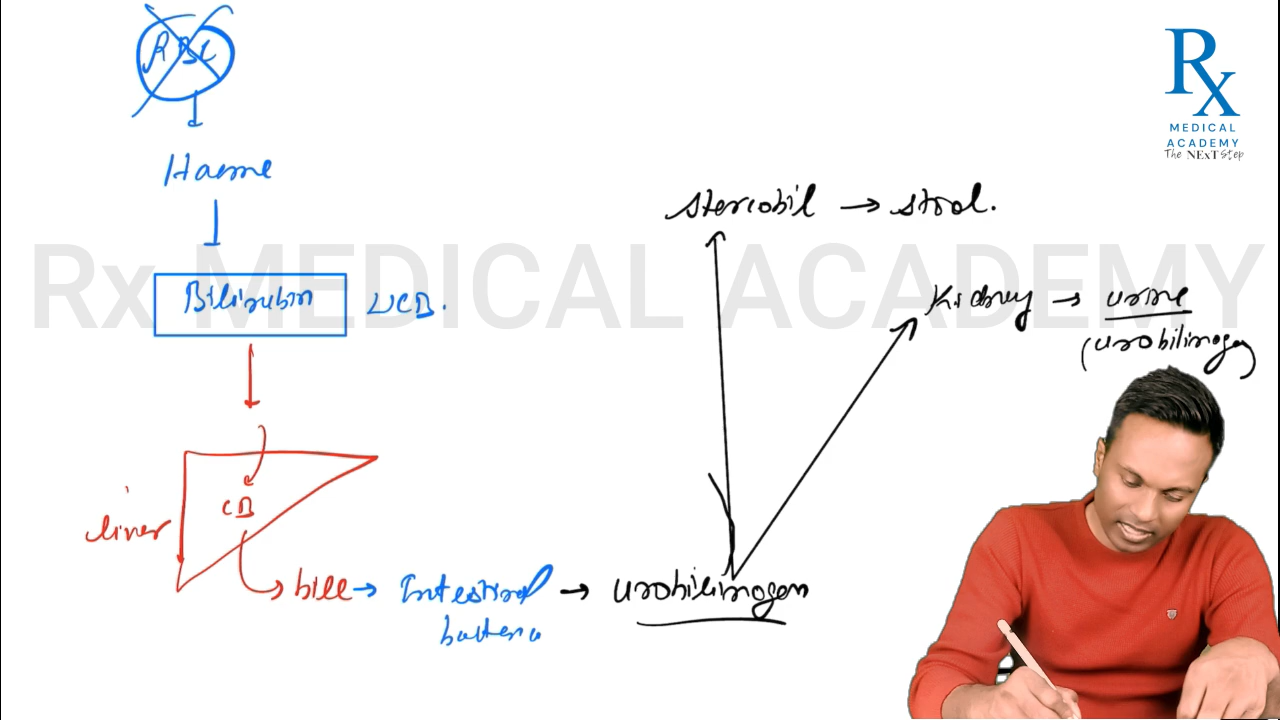 RBC
Haeme
Bilirubin UCB.
CB
liver
bile
Intestinal
bacteria
urobilinogen
stercobil → stool.
Kidney → urine
(urobilinogen)
Rx
MEDICAL
ACADEMY
The NExT Step
Rx MEDICAL ACADEMY